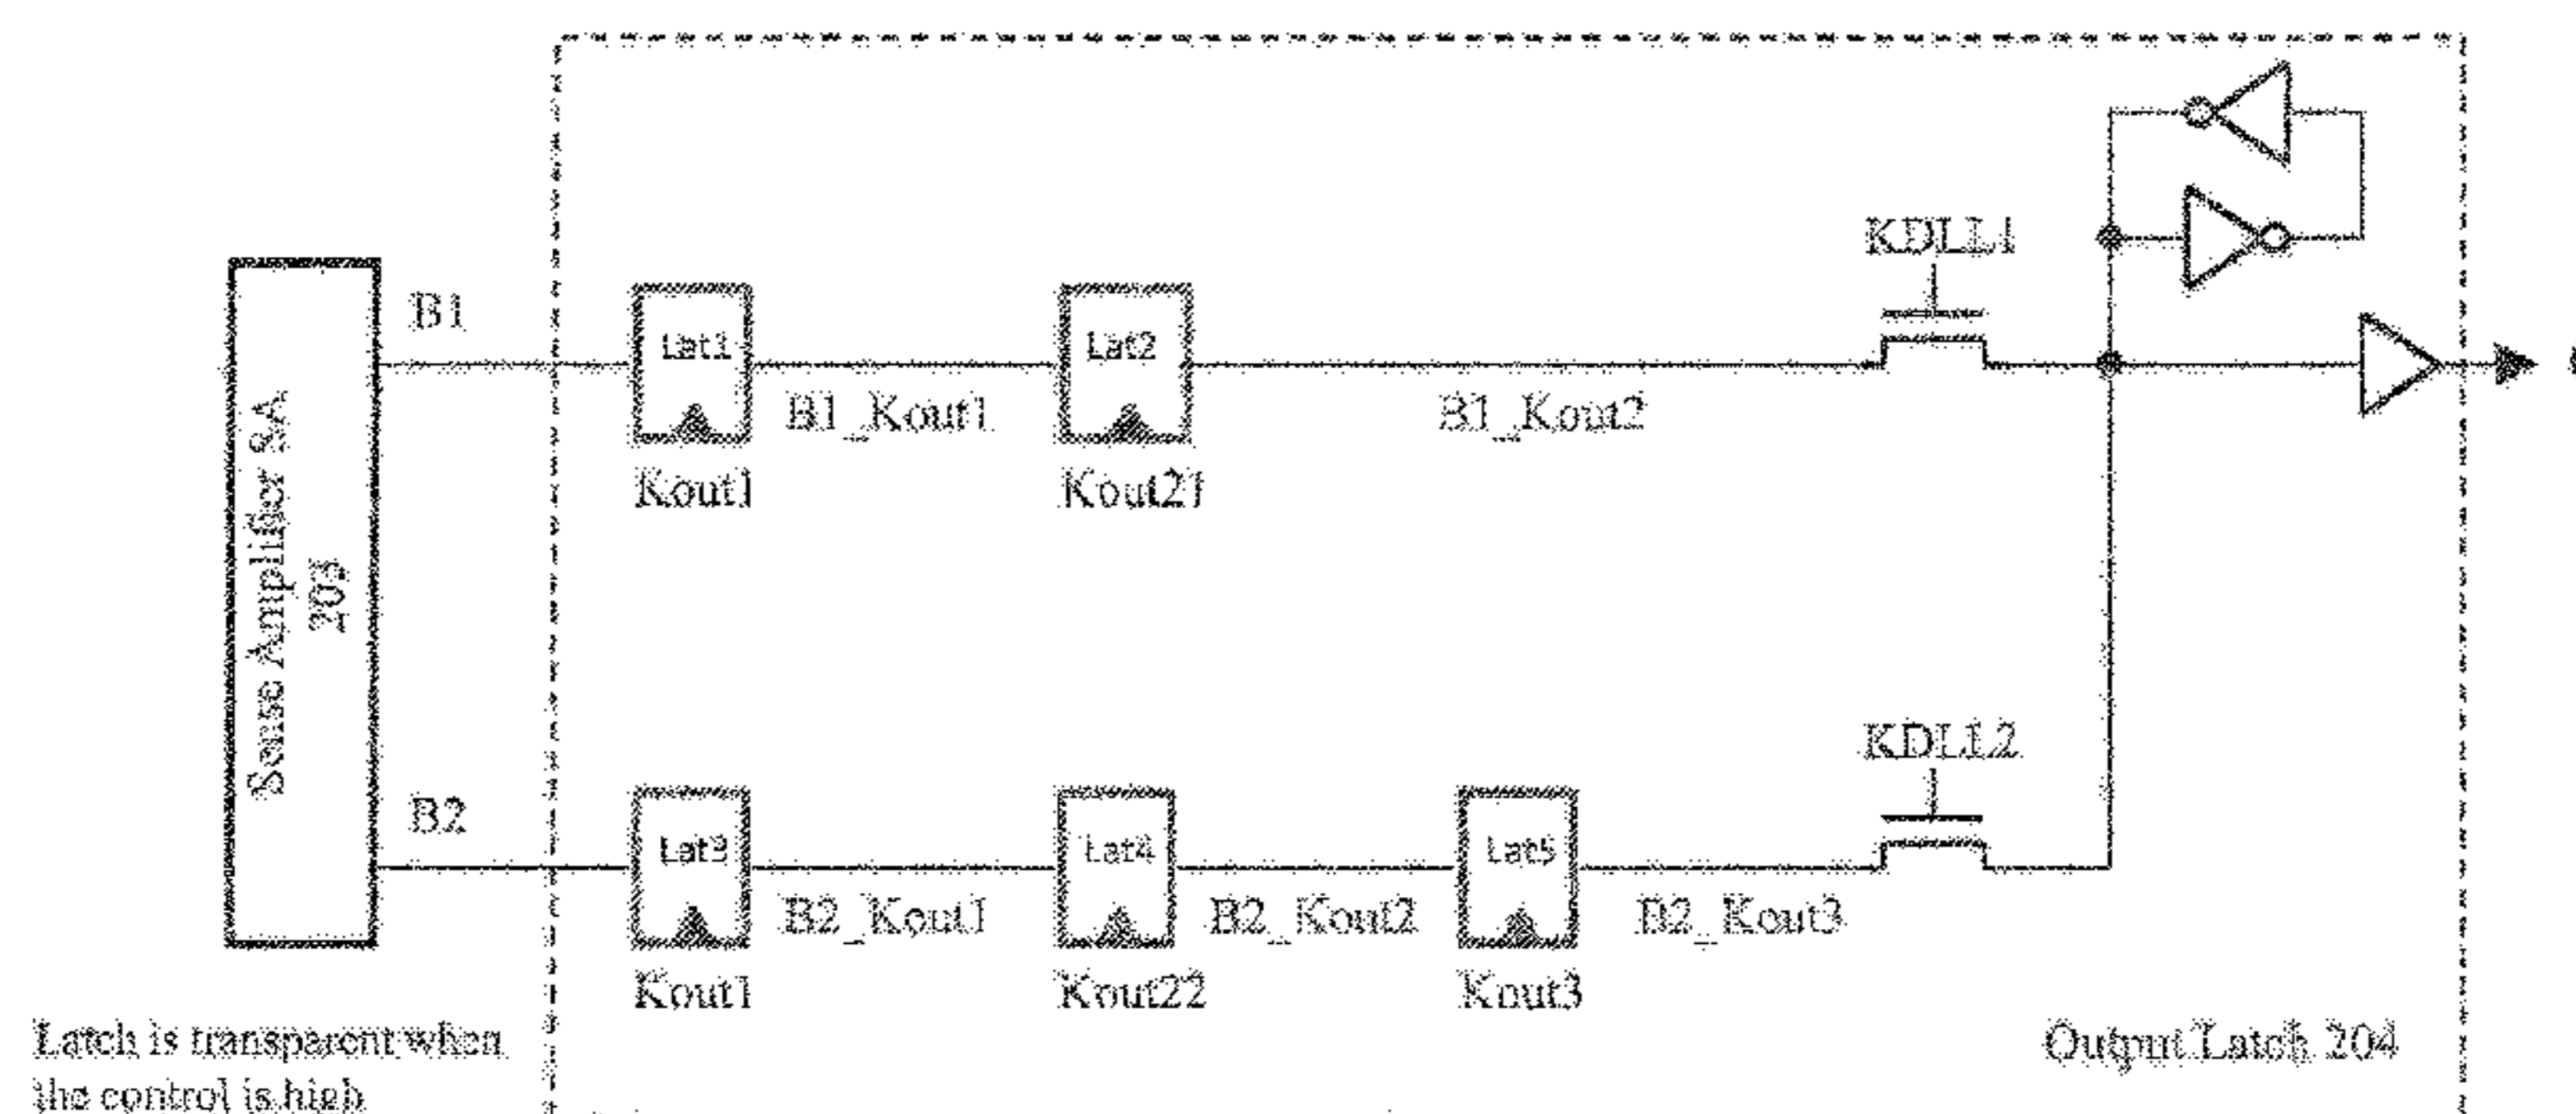 KDLL1
B1
Lat1
Lat2
B1_Kout1
B1_Kout2
Kout1
Kout21
Sense Amplifier SA
203
KDLL2
B2
Lat3
Lat4
Lat5
B2_Kout1
B2_Kout2
B2_Kout3
Kout1
Kout22
Kout3
Latch is transparent when
the control is high
Output Latch 204